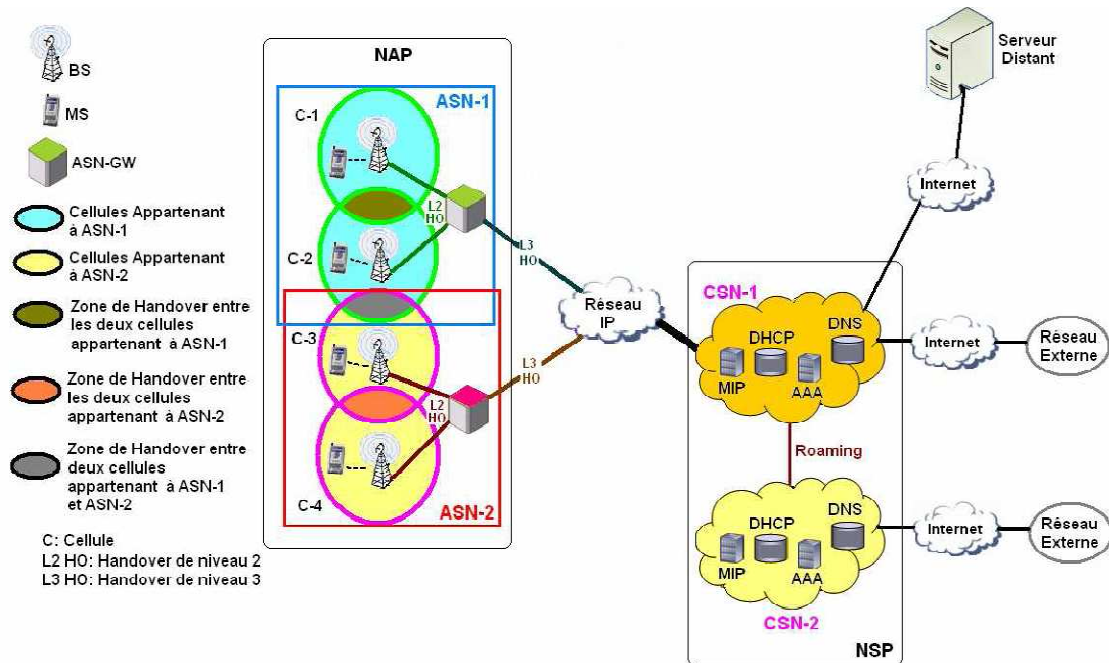 BS
MS
ASN-GW
Cellules Appartenant
à ASN-1
Cellules Appartenant
à ASN-2
Zone de Handover entre
les deux cellules
appartenant à ASN-1
Zone de Handover entre
les deux cellules
appartenant à ASN-2
Zone de Handover entre
deux cellules
appartenant à ASN-1
et ASN-2
C: Cellule
L2 HO: Handover de niveau 2
L3 HO: Handover de niveau 3
NAP
ASN-1
C-1
L2
HO
C-2
C-3
L2
HO
C-4
ASN-2
L3
HO
L3
HO
Réseau
IP
Serveur
Distant
Internet
CSN-1
DHCP
DNS
MIP
AAA
Internet
Réseau
Externe
Roaming
DHCP
DNS
MIP
AAA
CSN-2
Internet
Réseau
Externe
NSP